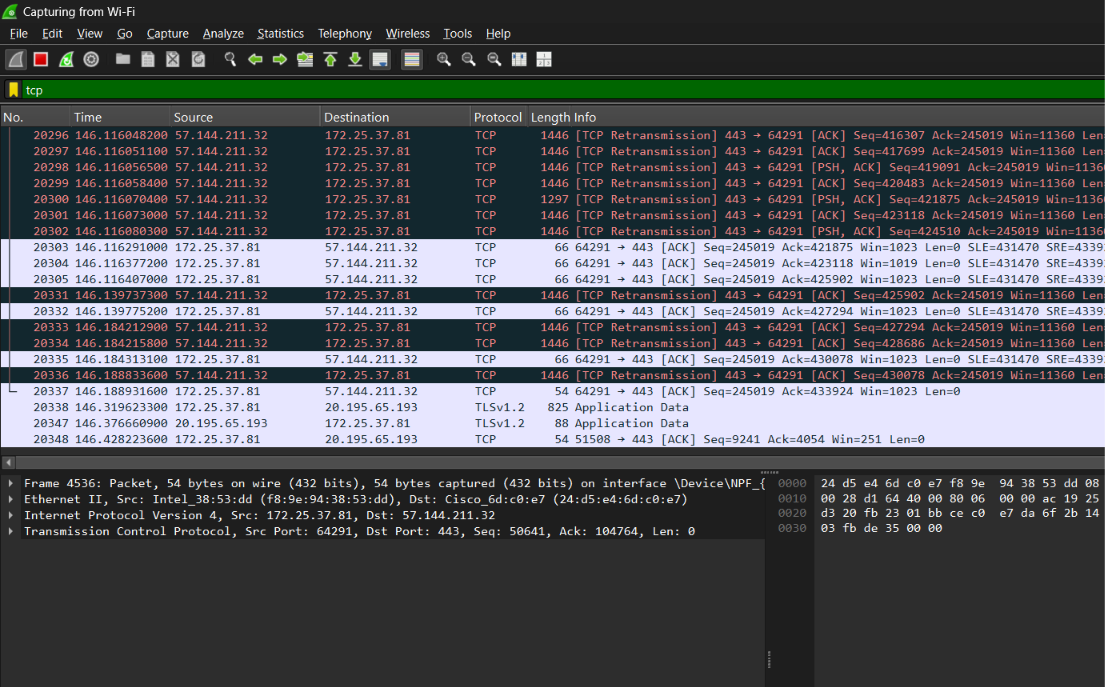 Capturing from Wi-Fi
File Edit View Go Capture Analyze Statistics Telephony Wireless Tools Help
tcp
No. Time Source Destination Protocol Length Info
20296 146.116048200 57.144.211.32 172.25.37.81 TCP 1446 [TCP Retransmission] 443 → 64291 [ACK] Seq=416307 Ack=245019 Win=11360 Len
20297 146.116051100 57.144.211.32 172.25.37.81 TCP 1446 [TCP Retransmission] 443 → 64291 [ACK] Seq=417699 Ack=245019 Win=11360 Len
20298 146.116056500 57.144.211.32 172.25.37.81 TCP 1446 [TCP Retransmission] 443 → 64291 [PSH, ACK] Seq=419091 Ack=245019 Win=11360
20299 146.116058400 57.144.211.32 172.25.37.81 TCP 1446 [TCP Retransmission] 443 → 64291 [ACK] Seq=420483 Ack=245019 Win=11360 Len
20300 146.116070400 57.144.211.32 172.25.37.81 TCP 1297 [TCP Retransmission] 443 → 64291 [PSH, ACK] Seq=421875 Ack=245019 Win=11360
20301 146.116073000 57.144.211.32 172.25.37.81 TCP 1446 [TCP Retransmission] 443 → 64291 [ACK] Seq=423118 Ack=245019 Win=11360 Len
20302 146.116080300 57.144.211.32 172.25.37.81 TCP 1446 [TCP Retransmission] 443 → 64291 [PSH, ACK] Seq=424510 Ack=245019 Win=11360
20303 146.116291000 172.25.37.81 57.144.211.32 TCP 66 64291 → 443 [ACK] Seq=245019 Ack=421875 Win=1023 Len=0 SLE=431470 SRE=4339
20304 146.116377200 172.25.37.81 57.144.211.32 TCP 66 64291 → 443 [ACK] Seq=245019 Ack=423118 Win=1019 Len=0 SLE=431470 SRE=4339
20305 146.116407000 172.25.37.81 57.144.211.32 TCP 66 64291 → 443 [ACK] Seq=245019 Ack=425902 Win=1023 Len=0 SLE=431470 SRE=4339
20331 146.139737300 57.144.211.32 172.25.37.81 TCP 1446 [TCP Retransmission] 443 → 64291 [ACK] Seq=425902 Ack=245019 Win=11360 Len
20332 146.139775200 172.25.37.81 57.144.211.32 TCP 66 64291 → 443 [ACK] Seq=245019 Ack=427294 Win=1023 Len=0 SLE=431470 SRE=4339
20333 146.184212900 57.144.211.32 172.25.37.81 TCP 1446 [TCP Retransmission] 443 → 64291 [ACK] Seq=427294 Ack=245019 Win=11360 Len
20334 146.184215800 57.144.211.32 172.25.37.81 TCP 1446 [TCP Retransmission] 443 → 64291 [ACK] Seq=428686 Ack=245019 Win=11360 Len
20335 146.184313100 172.25.37.81 57.144.211.32 TCP 66 64291 → 443 [ACK] Seq=245019 Ack=430078 Win=1023 Len=0 SLE=431470 SRE=4339
20336 146.188833600 57.144.211.32 172.25.37.81 TCP 1446 [TCP Retransmission] 443 → 64291 [ACK] Seq=430078 Ack=245019 Win=11360 Len
20337 146.188931600 172.25.37.81 57.144.211.32 TCP 54 64291 → 443 [ACK] Seq=245019 Ack=433924 Win=1023 Len=0
20338 146.319623300 172.25.37.81 20.195.65.193 TLSv1.2 825 Application Data
20347 146.376660900 20.195.65.193 172.25.37.81 TLSv1.2 88 Application Data
20348 146.428223600 172.25.37.81 20.195.65.193 TCP 54 51508 → 443 [ACK] Seq=9241 Ack=4054 Win=251 Len=0
Frame 4536: Packet, 54 bytes on wire (432 bits), 54 bytes captured (432 bits) on interface \Device\NPF_{
Ethernet II, Src: Intel_38:53:dd (f8:9e:94:38:53:dd), Dst: Cisco_6d:c0:e7 (24:d5:e4:6d:c0:e7)
Internet Protocol Version 4, Src: 172.25.37.81, Dst: 57.144.211.32
Transmission Control Protocol, Src Port: 64291, Dst Port: 443, Seq: 50641, Ack: 104764, Len: 0
0000 24 d5 e4 6d c0 e7 f8 9e 94 38 53 dd 08
0010 00 28 d1 64 40 00 80 06 00 00 ac 19 25
0020 d3 20 fb 23 01 bb ce c0 e7 da 6f 2b 14
0030 03 fb de 35 00 00